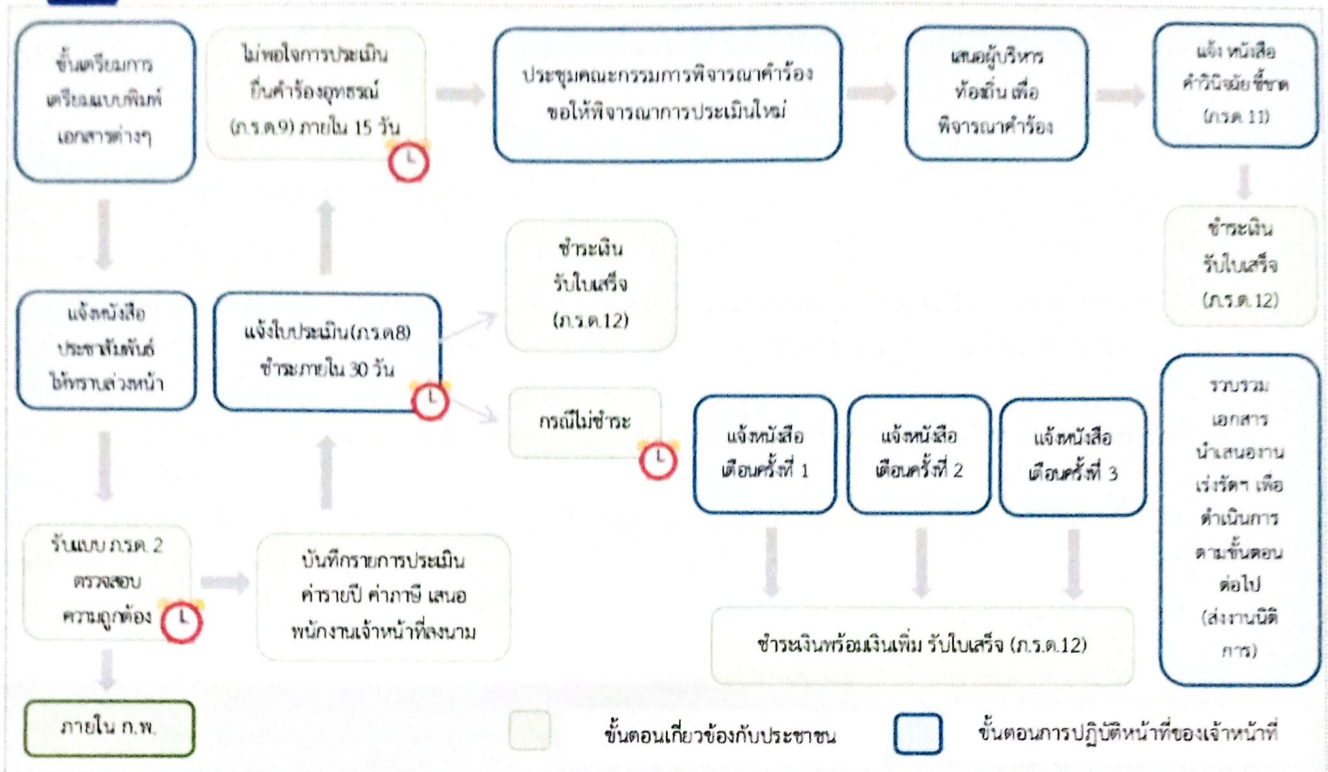 ขั้นเตรียมการ
เตรียมแบบพิมพ์
เอกสารต่างๆ
ไม่พอใจการประเมิน
ยื่นคำร้องอุทธรณ์
(ภ.ร.ด.9) ภายใน 15 วัน
ประชุมคณะกรรมการพิจารณาคำร้อง
ขอให้พิจารณาการประเมินใหม่
เสนอผู้บริหาร
ท้องถิ่น เพื่อ
พิจารณาคำร้อง
แจ้ง หนังสือ
คำวินิจฉัย ชี้ขาด
(ภ.ร.ด. 11)
ชำระเงิน
รับใบเสร็จ
(ภ.ร.ด. 12)
แจ้งหนังสือ
ประชาสัมพันธ์
ให้ทราบล่วงหน้า
แจ้งใบประเมิน(ภ.ร.ด8)
ชำระภายใน 30 วัน
ชำระเงิน
รับใบเสร็จ
(ภ.ร.ด.12)
กรณีไม่ชำระ
แจ้งหนังสือ
เตือนครั้งที่ 1
แจ้งหนังสือ
เตือนครั้งที่ 2
แจ้งหนังสือ
เตือนครั้งที่ 3
รวบรวม
เอกสาร
นำเสนองาน
เร่งรัดฯ เพื่อ
ดำเนินการ
ตามขั้นตอน
ต่อไป
(ส่งงานนิติ
การ)
รับแบบ ภ.ร.ด. 2
ตรวจสอบ
ความถูกต้อง
บันทึกรายการประเมิน
ค่ารายปี ค่าภาษี เสนอ
พนักงานเจ้าหน้าที่ลงนาม
ชำระเงินพร้อมเงินเพิ่ม รับใบเสร็จ (ภ.ร.ด.12)
ภายใน ก.พ.
ขั้นตอนเกี่ยวข้องกับประชาชน
ขั้นตอนการปฏิบัติหน้าที่ของเจ้าหน้าที่